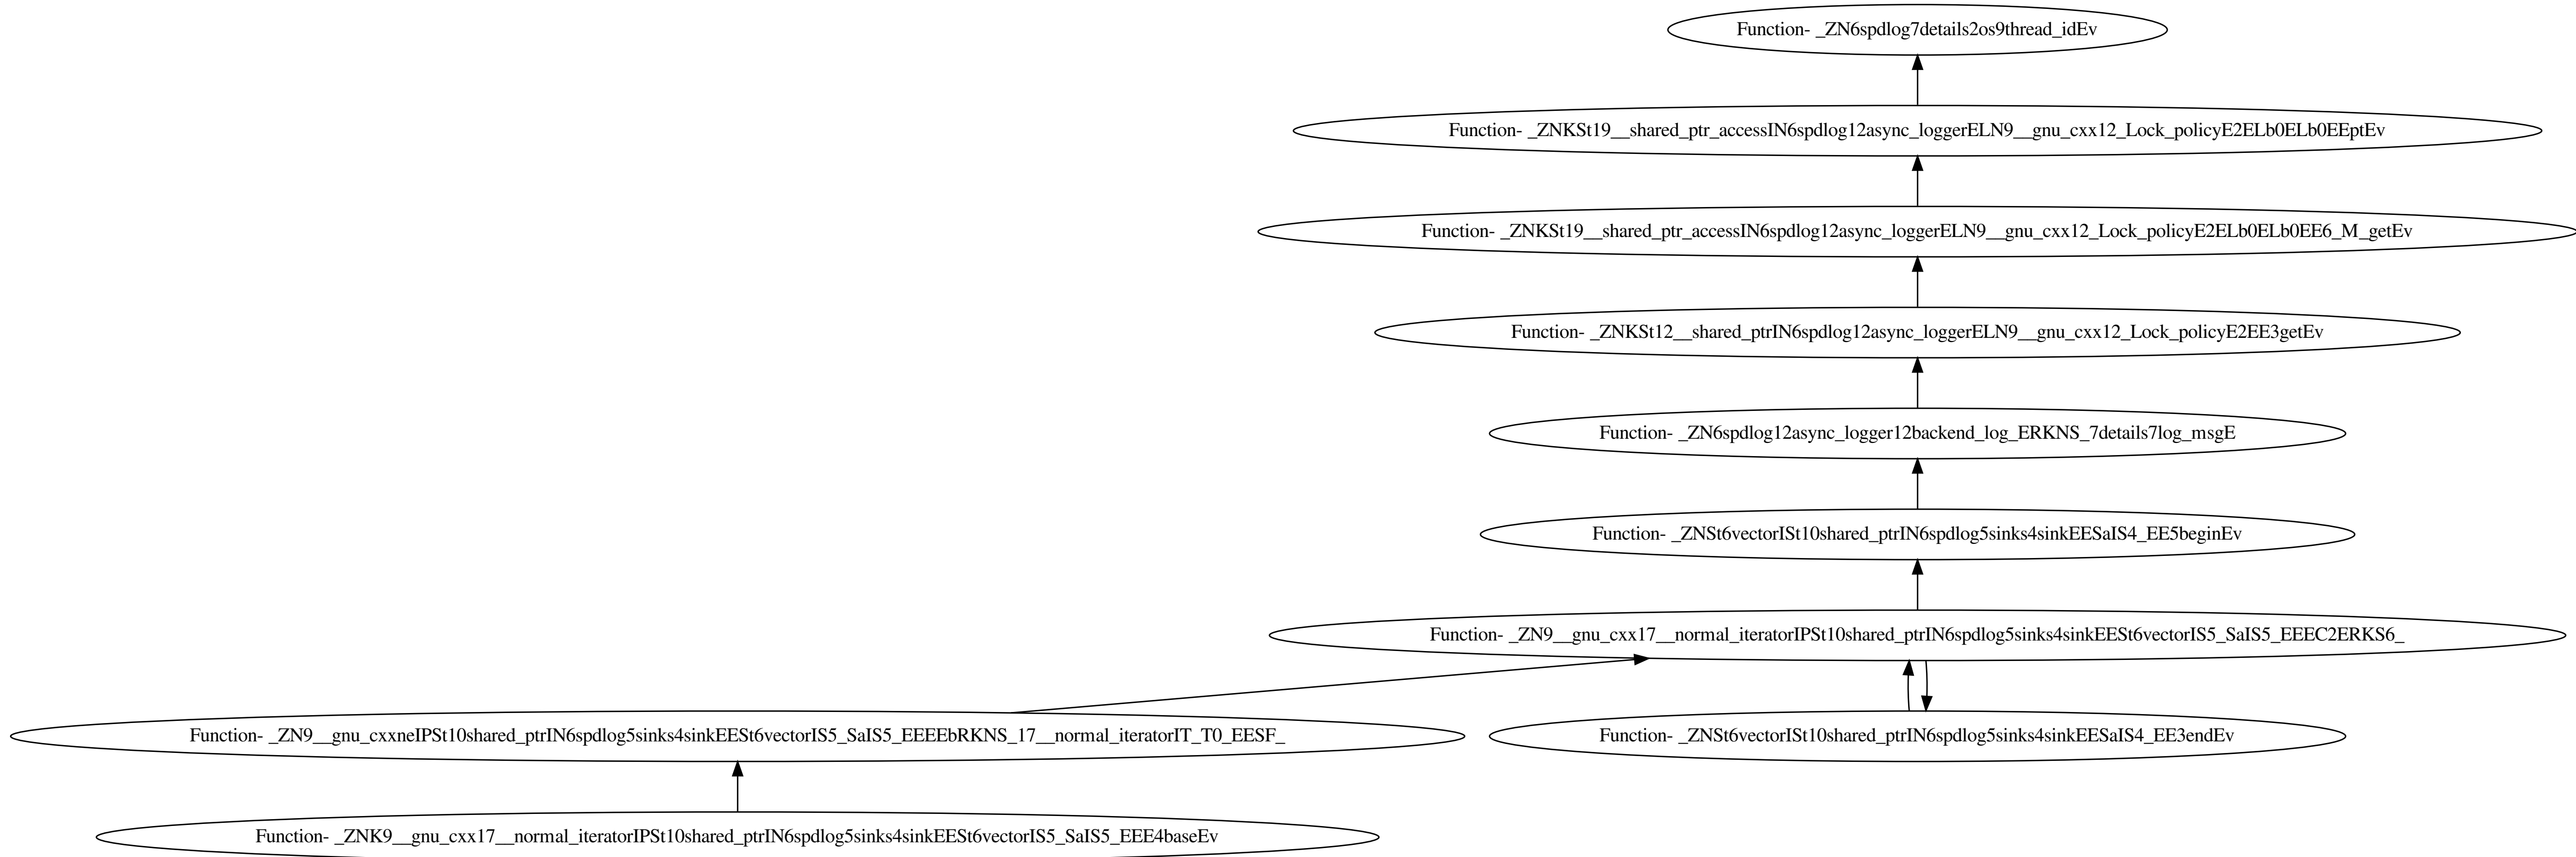 Function- _ZN6spdlog7details2os9thread_idEv
Function- _ZNKSt19__shared_ptr_accessIN6spdlog12async_loggerELN9__gnu_cxx12_Lock_policyE2ELb0ELb0EEptEv
Function- _ZNKSt19__shared_ptr_accessIN6spdlog12async_loggerELN9__gnu_cxx12_Lock_policyE2ELb0ELb0EE6_M_getEv
Function- _ZNKSt12__shared_ptrIN6spdlog12async_loggerELN9__gnu_cxx12_Lock_policyE2EE3getEv
Function- _ZN6spdlog12async_logger12backend_log_ERKNS_7details7log_msgE
Function- _ZNSt6vectorISt10shared_ptrIN6spdlog5sinks4sinkEESaIS4_EE5beginEv
Function- _ZN9__gnu_cxx17__normal_iteratorIPSt10shared_ptrIN6spdlog5sinks4sinkEESt6vectorIS5_SaIS5_EEEC2ERKS6_
Function- _ZN9__gnu_cxxneIPSt10shared_ptrIN6spdlog5sinks4sinkEESt6vectorIS5_SaIS5_EEEEbRKNS_17__normal_iteratorIT_T0_EESF_
Function- _ZNSt6vectorISt10shared_ptrIN6spdlog5sinks4sinkEESaIS4_EE3endEv
Function- _ZNK9__gnu_cxx17__normal_iteratorIPSt10shared_ptrIN6spdlog5sinks4sinkEESt6vectorIS5_SaIS5_EEE4baseEv